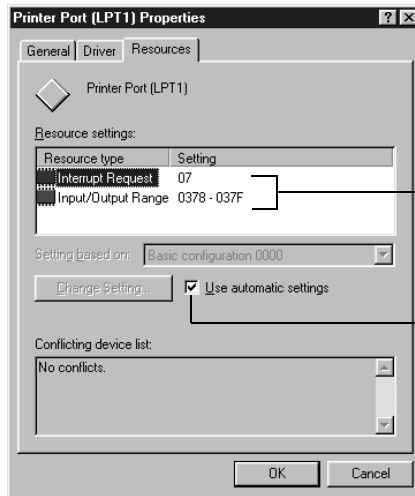 Printer Port (LPT1) Properties
General Driver Resources
Printer Port (LPT1)
Resource settings:
Resource type Setting
Interrupt Request 07
Input/Output Range 0378 - 037F
Setting based on: Basic configuration 0000
Change Setting... Use automatic settings
Conflicting device list:
No conflicts.
OK Cancel